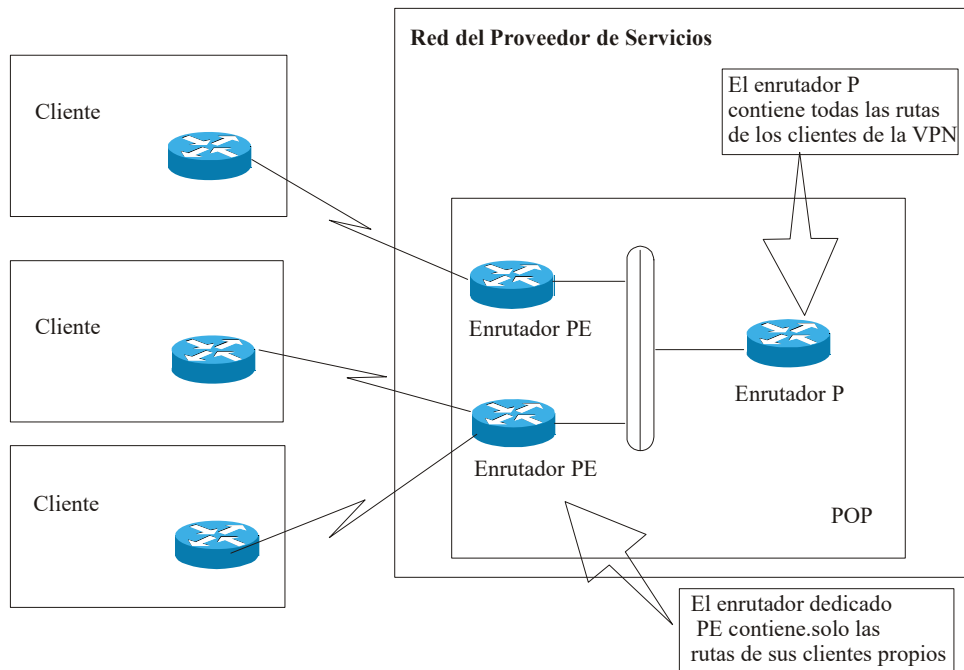 Red del Proveedor de Servicios
Cliente
El enrutador P
contiene todas las rutas
de los clientes de la VPN
Enrutador PE
Cliente
Enrutador P
Enrutador PE
Cliente
POP
El enrutador dedicado
PE contiene.solo las
rutas de sus clientes propios